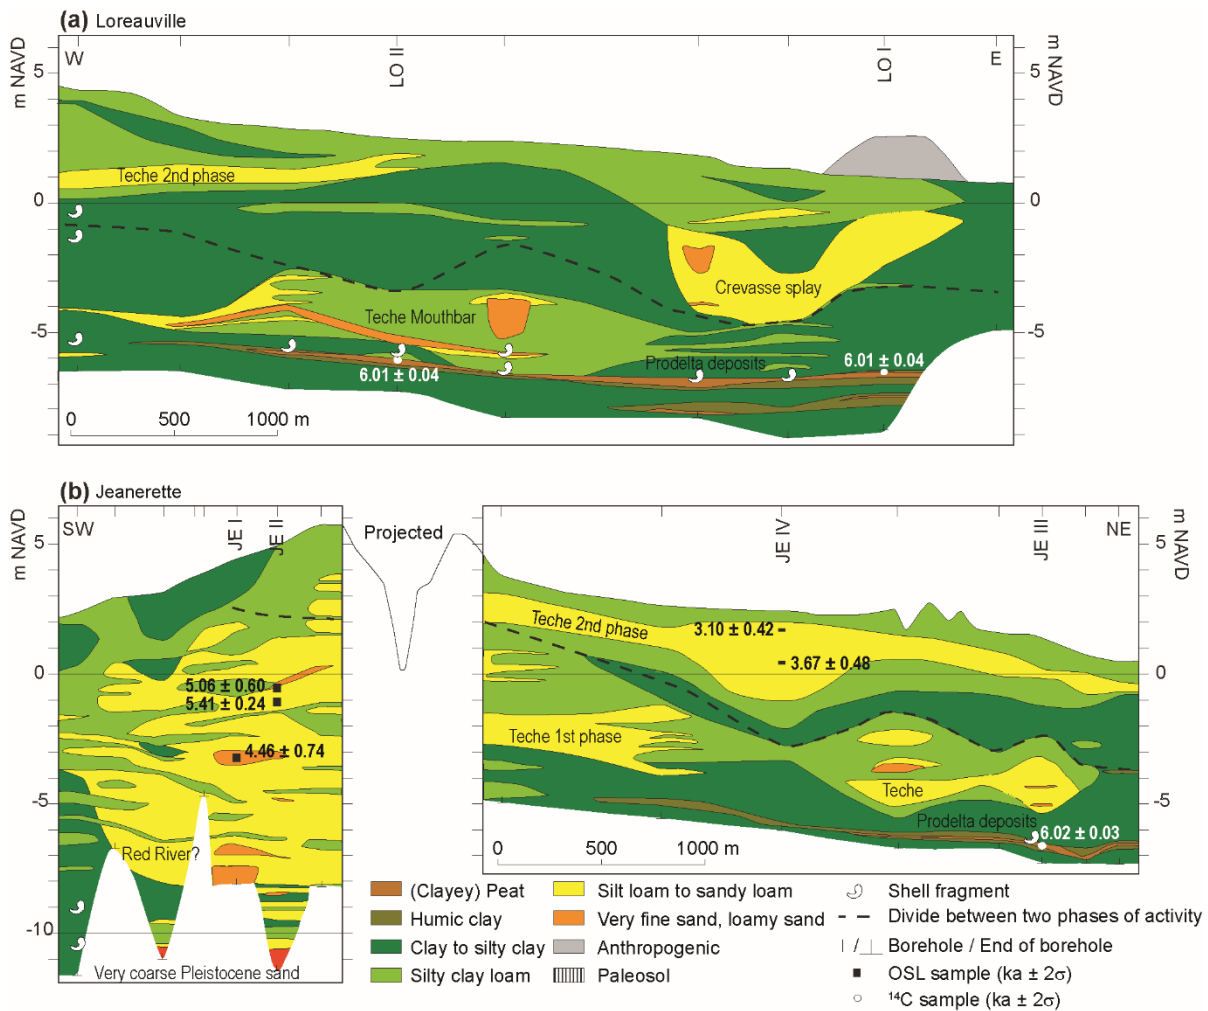 (a) Loreauville
m NAVD
W
LO II
LO I
E
m NAVD
5
5
Teche 2nd phase
0
0
Crevasse splay
Teche Mouthbar
-5
-5
Prodelta deposits
6.01 ± 0.04
6.01 ± 0.04
0 500 1000 m
(b) Jeanerette
m NAVD
SW
JE I
JE II
Projected
JE IV
JE III
NE
m NAVD
5
5
Teche 2nd phase
3.10 ± 0.42
3.67 ± 0.48
0
0
5.06 ± 0.60
5.41 ± 0.24
4.46 ± 0.74
Teche 1st phase
Teche
-5
-5
Prodelta deposits
6.02 ± 0.03
Red River?
0 500 1000 m
-10
Very coarse Pleistocene sand
(Clayey) Peat
Humic clay
Clay to silty clay
Silty clay loam
Silt loam to sandy loam
Very fine sand, loamy sand
Anthropogenic
Paleosol
Shell fragment
Divide between two phases of activity
Borehole / End of borehole
OSL sample (ka ± 2σ)
¹⁴C sample (ka ± 2σ)